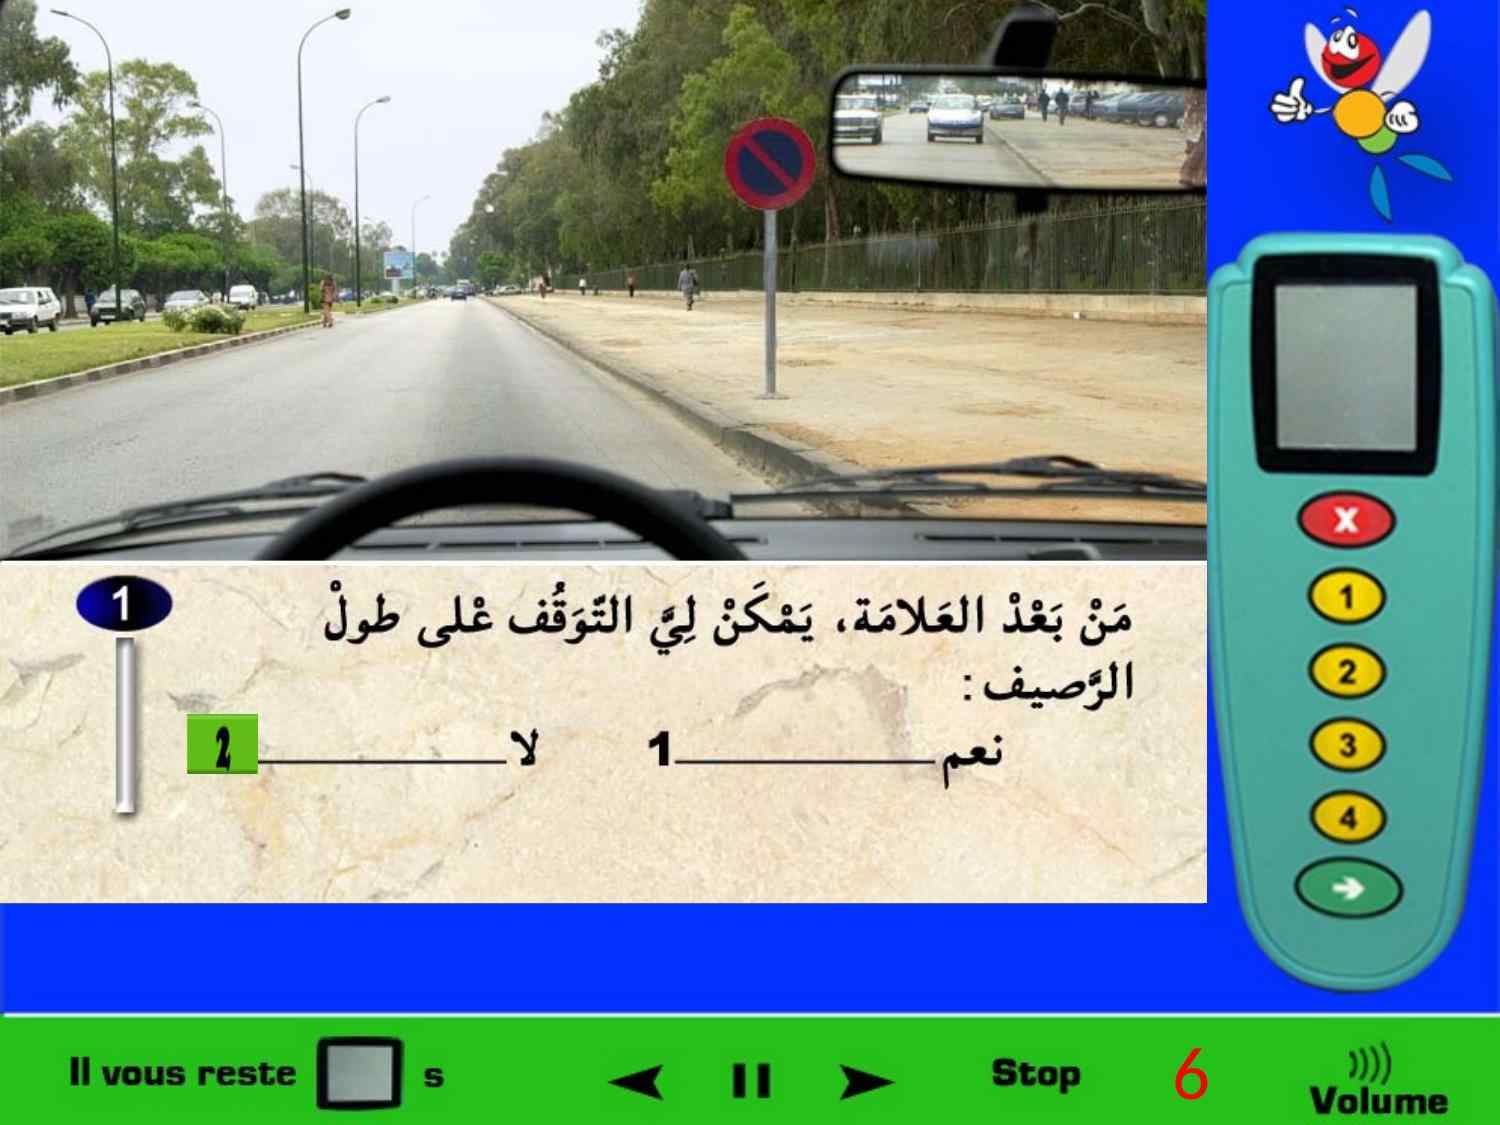 1
مَنْ بَعْدْ العَلامَة، يَمْكَنْ لِيَّ التّوَقُف عْلى طولْ
الرَّصيف :
نعم 1 لا 2
X
1
2
3
4
Il vous reste s
Stop
6
Volume